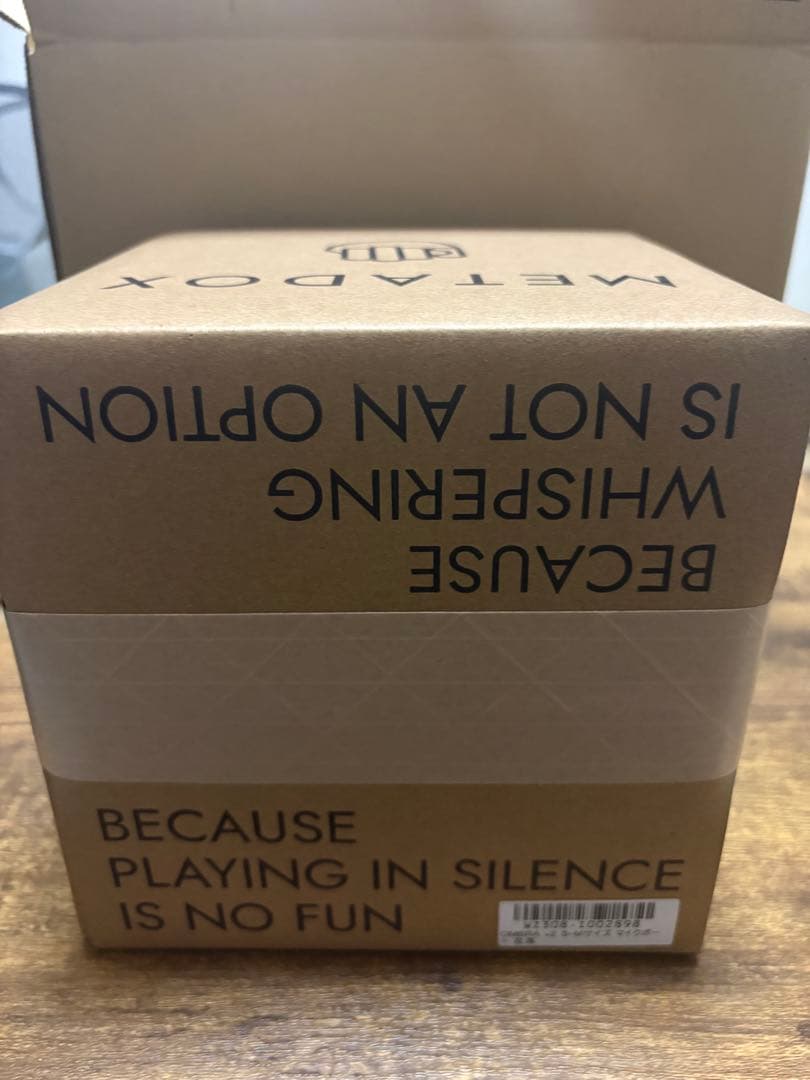 METADOX
BECAUSE
WHISPERING
IS NOT AN OPTION
BECAUSE
PLAYING IN SILENCE
IS NO FUN